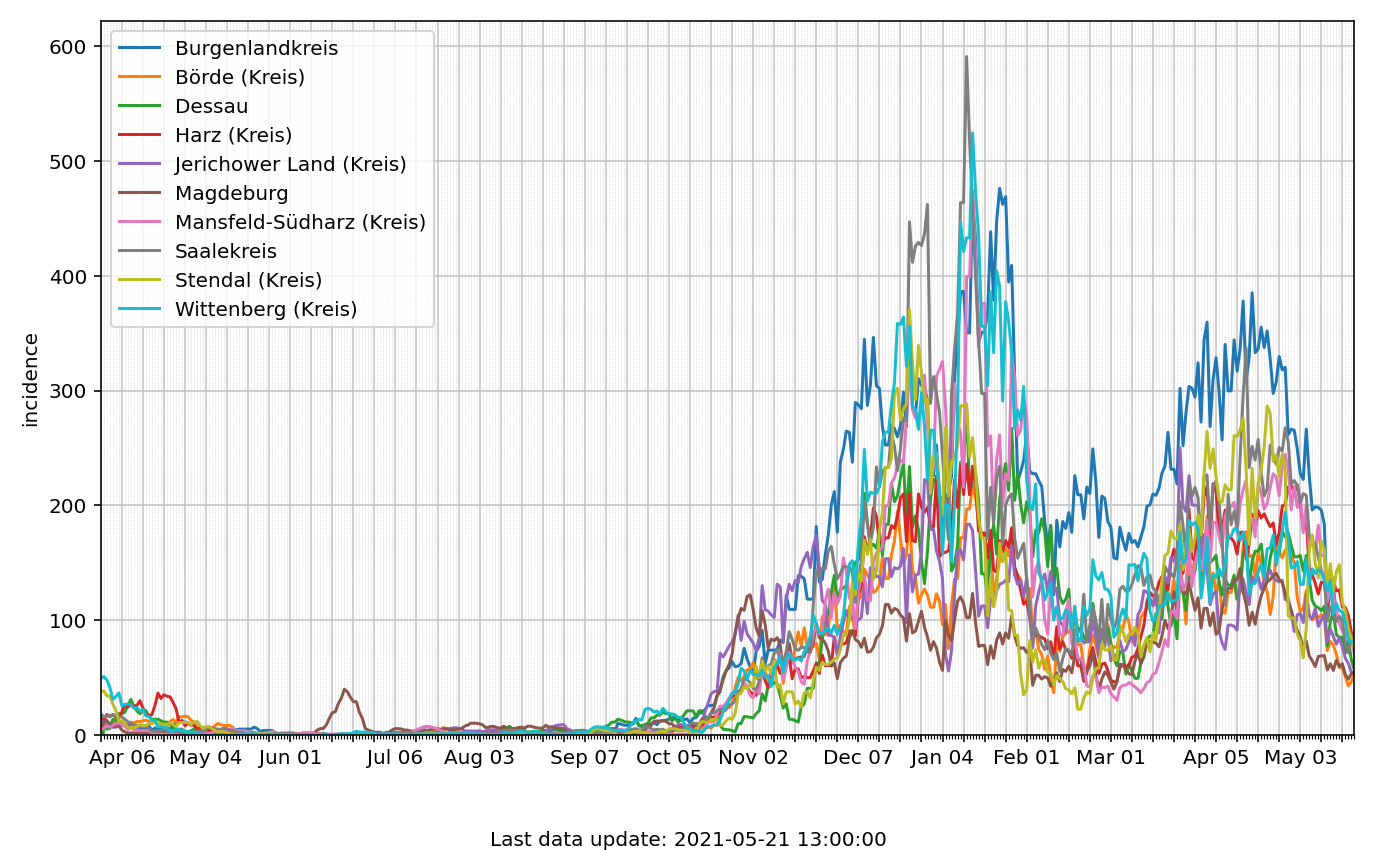 600
500
400
300
200
100
0
incidence
Burgenlandkreis
Börde (Kreis)
Dessau
Harz (Kreis)
Jerichower Land (Kreis)
Magdeburg
Mansfeld-Südharz (Kreis)
Saalekreis
Stendal (Kreis)
Wittenberg (Kreis)
Apr 06 May 04 Jun 01 Jul 06 Aug 03 Sep 07 Oct 05 Nov 02 Dec 07 Jan 04 Feb 01 Mar 01 Apr 05 May 03
Last data update: 2021-05-21 13:00:00